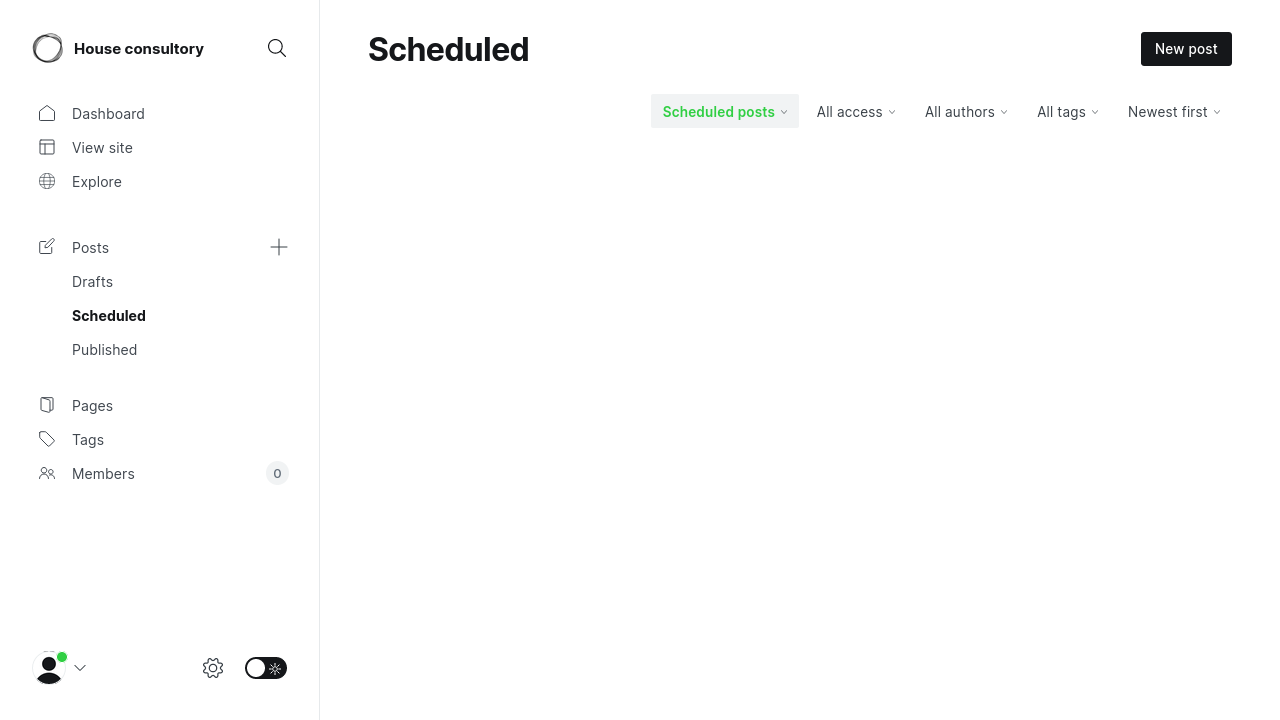 House consultory
Dashboard
View site
Explore
Posts
Drafts
Scheduled
Published
Pages
Tags
Members
0
Scheduled
New post
Scheduled posts
All access
All authors
All tags
Newest first